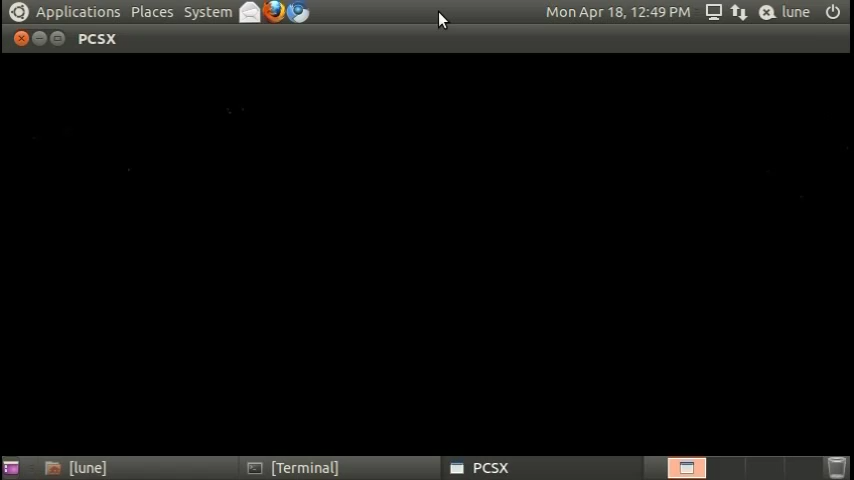 Applications Places System Mon Apr 18, 12:49 PM lune
PCSX
[lune] [Terminal] PCSX